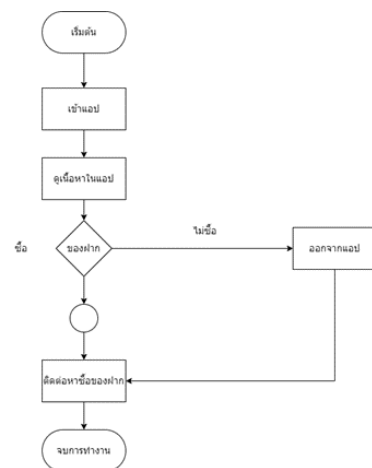 เริ่มต้น
เข้าแอป
ดูเนื้อหาในแอป
ซื้อ
ของฝาก
ไม่ซื้อ
ออกจากแอป
ติดต่อหาซื้อของฝาก
จบการทำงาน